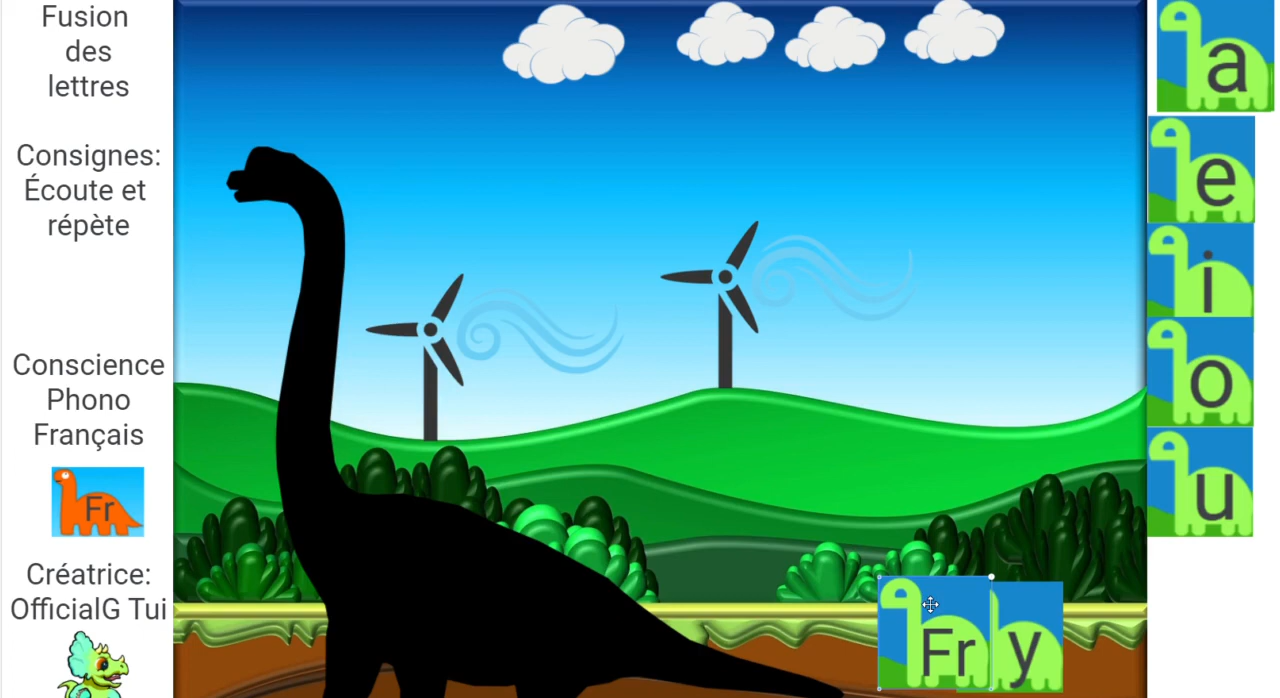 Fusion
des
lettres
Consignes:
Écoute et
répète
Conscience
Phono
Français
Fr
Créatrice:
OfficialG Tui
a
e
i
o
u
Fr y